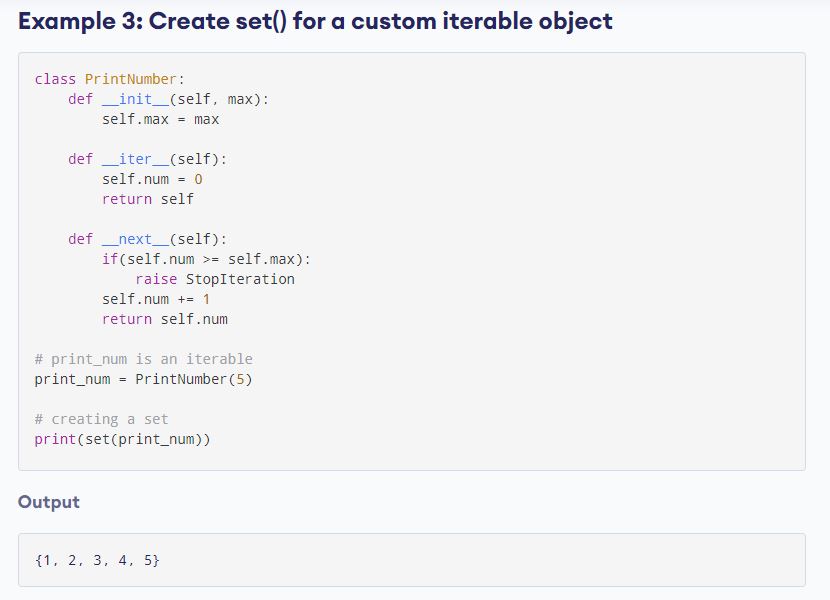 Example 3: Create set() for a custom iterable object
class PrintNumber:
    def __init__(self, max):
        self.max = max
    def __iter__(self):
        self.num = 0
        return self
    def __next__(self):
        if(self.num >= self.max):
            raise StopIteration
        self.num += 1
        return self.num
# print_num is an iterable
print_num = PrintNumber(5)
# creating a set
print(set(print_num))
Output
{1, 2, 3, 4, 5}